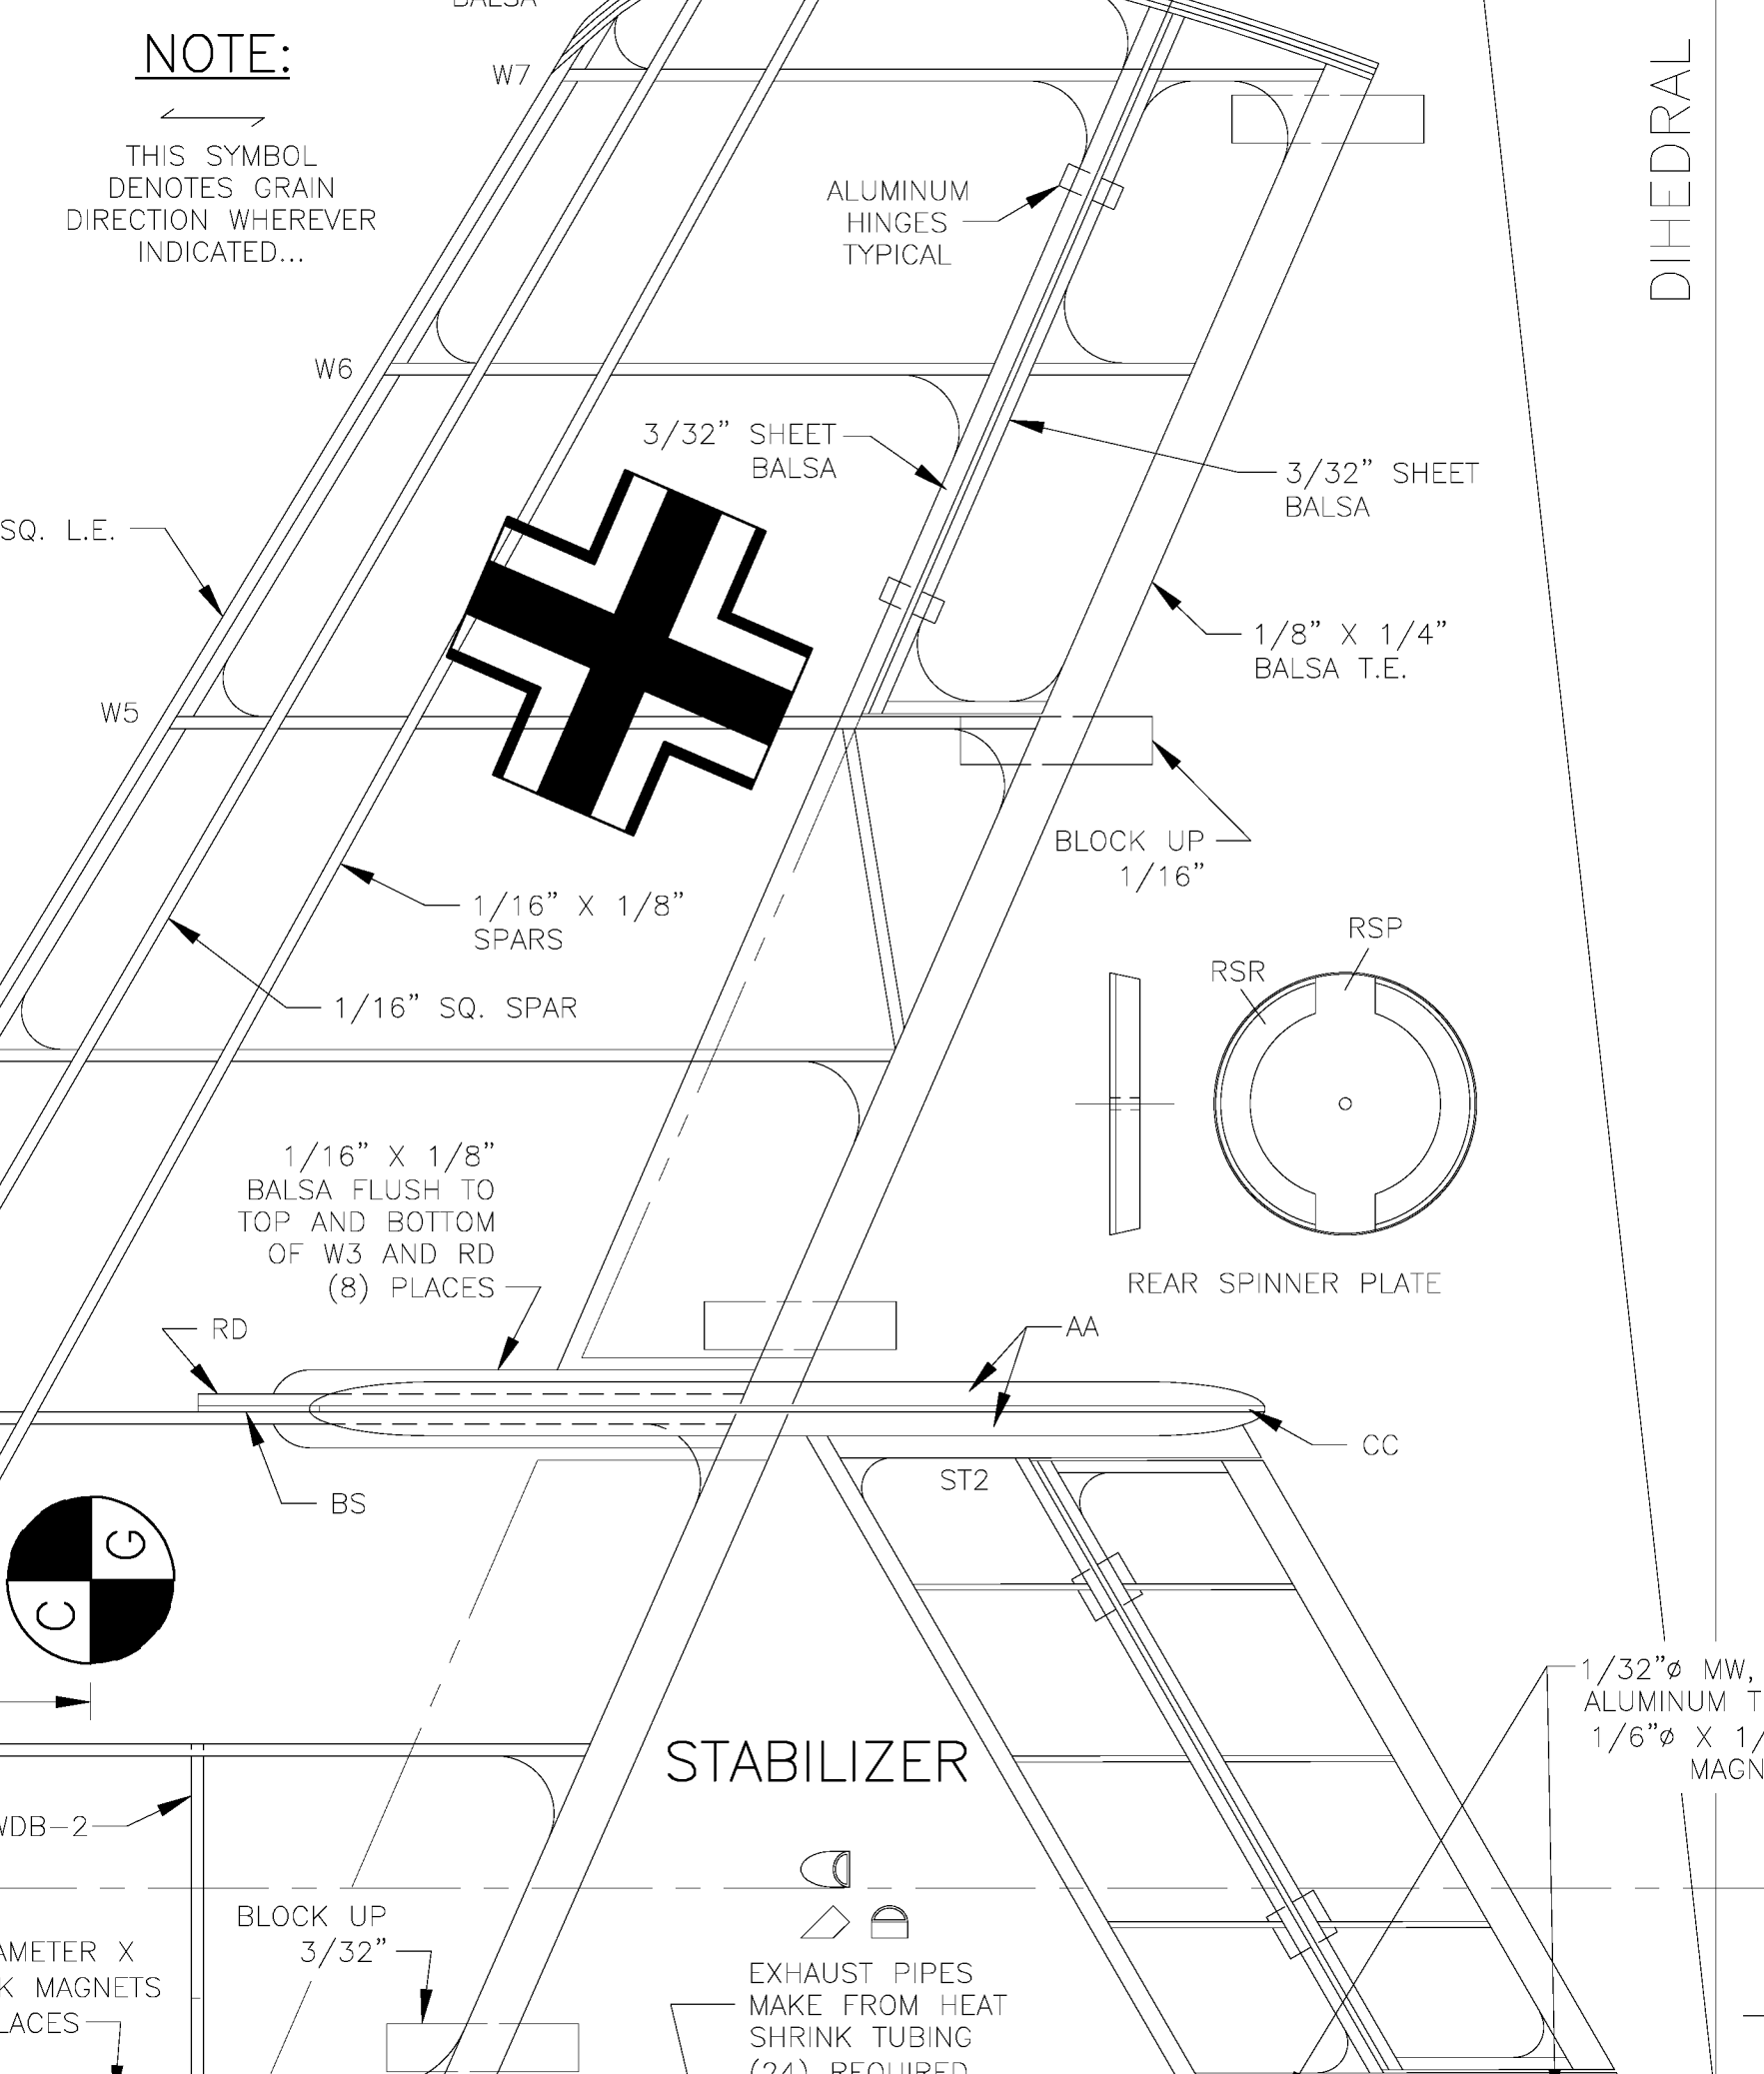 BALSA
NOTE:
THIS SYMBOL
DENOTES GRAIN
DIRECTION WHEREVER
INDICATED...
W7
DIHEDRAL
ALUMINUM
HINGES
TYPICAL
W6
3/32” SHEET
BALSA
3/32” SHEET
BALSA
SQ. L.E.
1/8” X 1/4”
BALSA T.E.
W5
BLOCK UP
1/16”
1/16” X 1/8”
SPARS
1/16” SQ. SPAR
RSP
RSR
1/16” X 1/8”
BALSA FLUSH TO
TOP AND BOTTOM
OF W3 AND RD
(8) PLACES
REAR SPINNER PLATE
RD
AA
CC
BS
ST2
C G
1/32”ø MW,
ALUMINUM T
1/6”ø X 1/
MAGN
STABILIZER
WDB-2
BLOCK UP
3/32”
AMETER X
K MAGNETS
LACES
EXHAUST PIPES
MAKE FROM HEAT
SHRINK TUBING
(24) REQUIRED